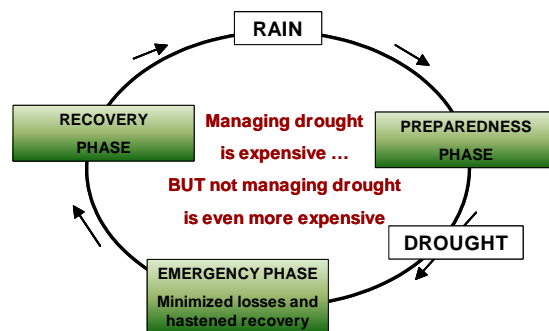 RAIN
RECOVERY
PHASE
Managing drought
is expensive …
BUT not managing drought
is even more expensive
PREPAREDNESS
PHASE
DROUGHT
EMERGENCY PHASE
Minimized losses and
hastened recovery